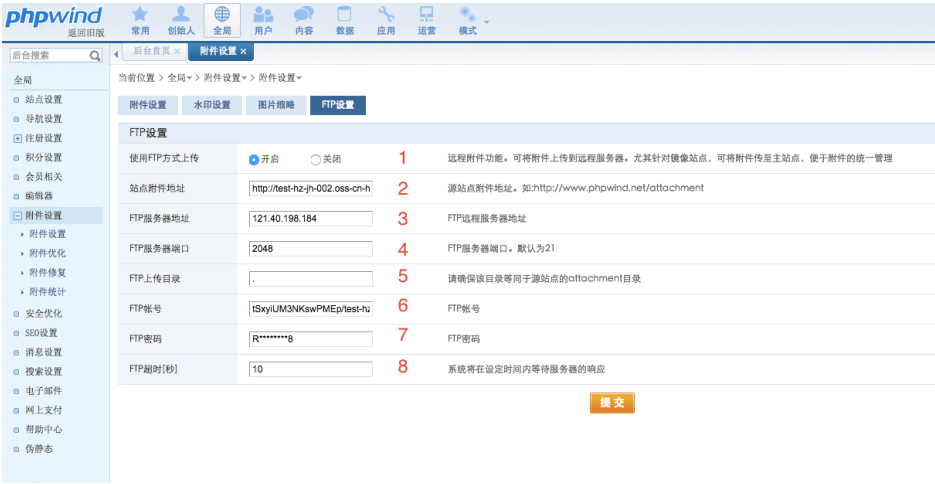 phpwind
返回旧版
常用 创始人 全局 用户 内容 数据 应用 运营 模式
后台搜索
后台首页 × 附件设置 ×
当前位置 > 全局 > 附件设置 > 附件设置
全局
站点设置
导航设置
注册设置
积分设置
会员相关
编辑器
附件设置
附件设置
附件优化
附件修复
附件统计
安全优化
SEO设置
消息设置
搜索设置
电子邮件
网上支付
帮助中心
伪静态
附件设置 水印设置 图片缩略 FTP设置
FTP设置
使用FTP方式上传 开启 关闭 1 远程附件功能。可将附件上传到远程服务器。尤其针对镜像站点，可将附件传至主站点，便于附件的统一管理
站点附件地址 http://test-hz-jh-002.oss-cn-h 2 源站点附件地址。如:http://www.phpwind.net/attachment
FTP服务器地址 121.40.198.184 3 FTP远程服务器地址
FTP服务器端口 2048 4 FTP服务器端口。默认为21
FTP上传目录 . 5 请确保该目录等同于源站点的attachment目录
FTP帐号 tSxyiUM3NKswPMEp/test-hz 6 FTP帐号
FTP密码 R********8 7 FTP密码
FTP超时[秒] 10 8 系统将在设定时间内等待服务器的响应
提 交